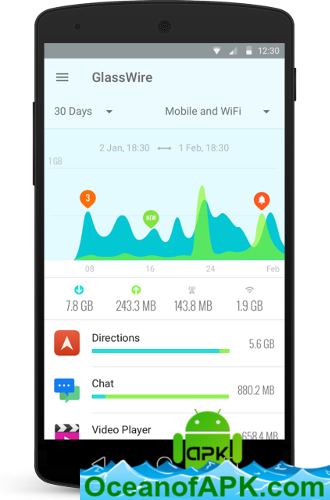 12:30
GlassWire
30 Days Mobile and WiFi
2 Jan, 18:30 1 Feb, 18:30
1 GB
3
NEW
08 16 24 Feb
7.8 GB 243.3 MB 143.8 MB 1.9 GB
Directions 5.6 GB
Chat 880.2 MB
Video Player 658.4 MB
apk!
OceanofAPK.com